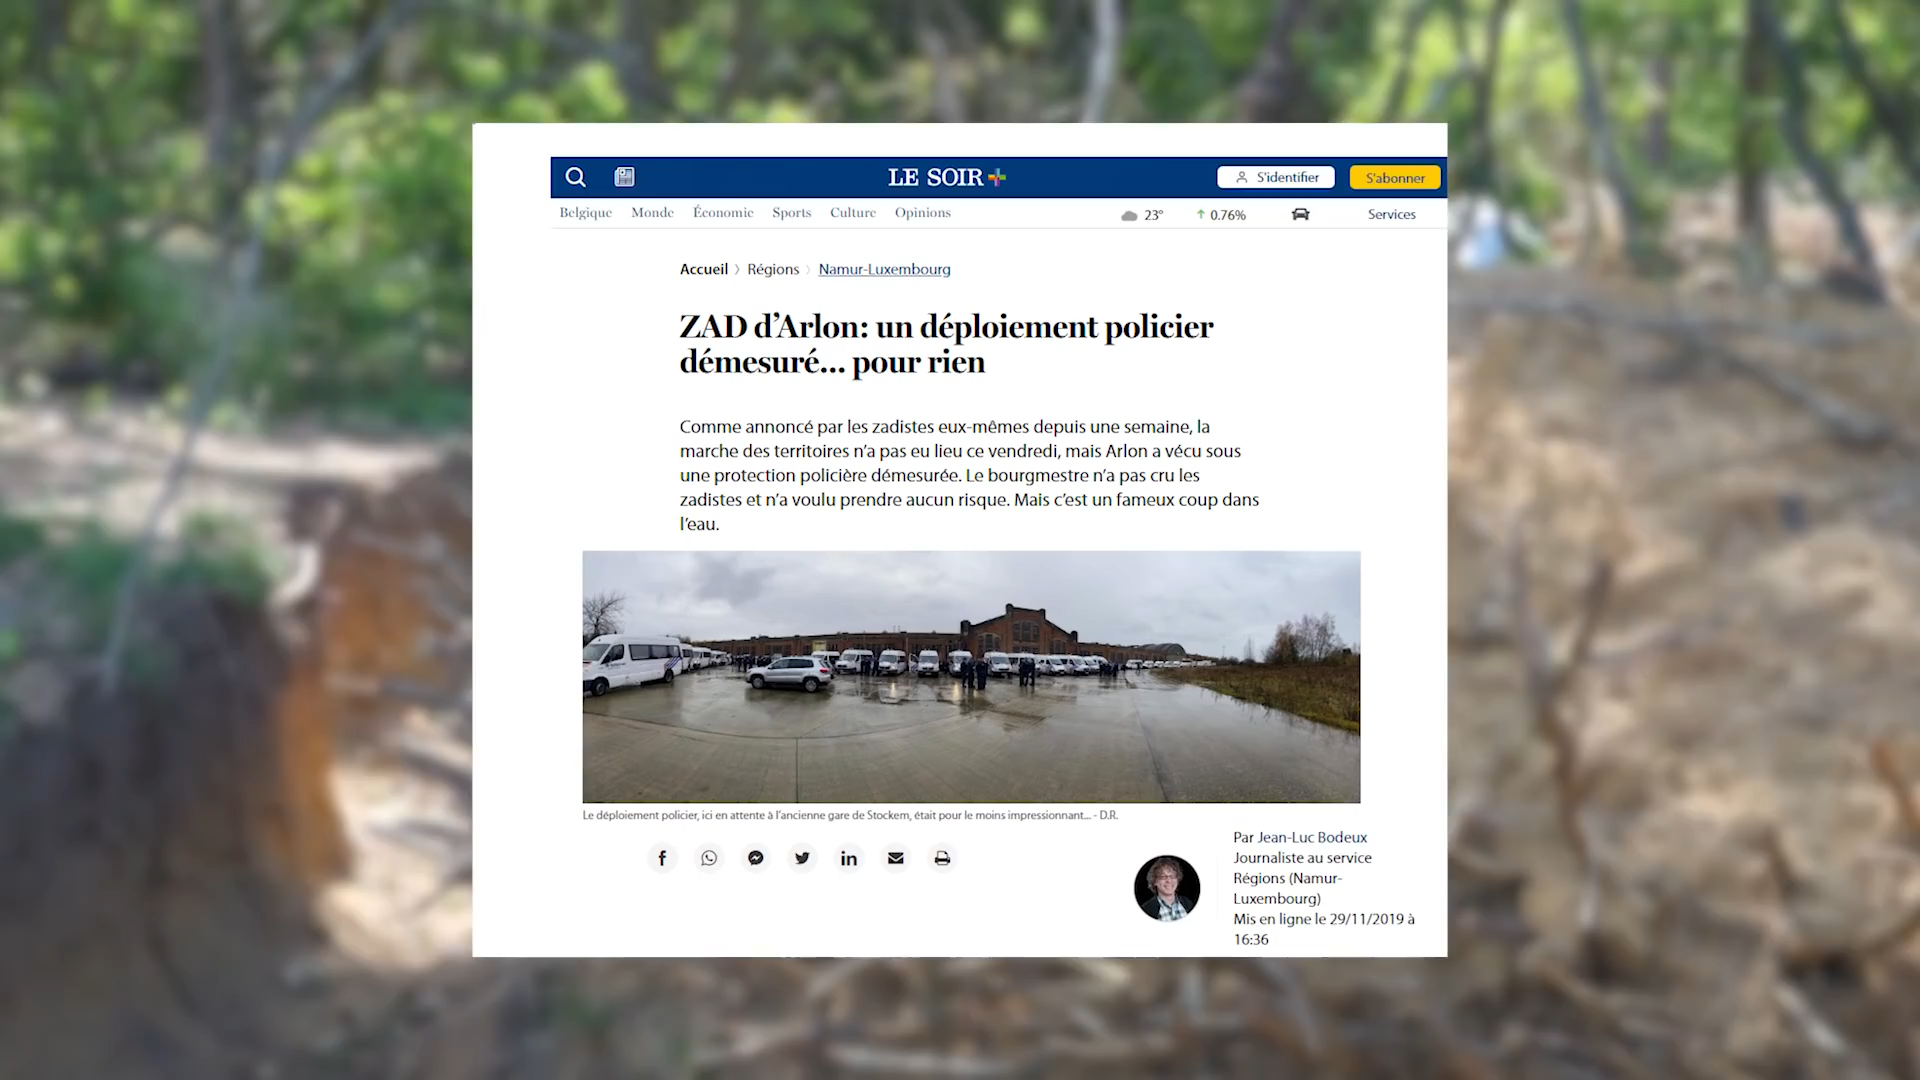 LE SOIR
S'identifier
S'abonner
Belgique Monde Économie Sports Culture Opinions 23° 0.76% Services
Accueil Régions Namur-Luxembourg
ZAD d’Arlon: un déploiement policier
démesuré... pour rien
Comme annoncé par les zadistes eux-mêmes depuis une semaine, la
marche des territoires n’a pas eu lieu ce vendredi, mais Arlon a vécu sous
une protection policière démesurée. Le bourgmestre n’a pas cru les
zadistes et n’a voulu prendre aucun risque. Mais c’est un fameux coup dans
l’eau.
Le déploiement policier, ici en attente à l’ancienne gare de Stockem, était pour le moins impressionnant... - D.R.
Par Jean-Luc Bodeux
Journaliste au service
Régions (Namur-
Luxembourg)
Mis en ligne le 29/11/2019 à
16:36